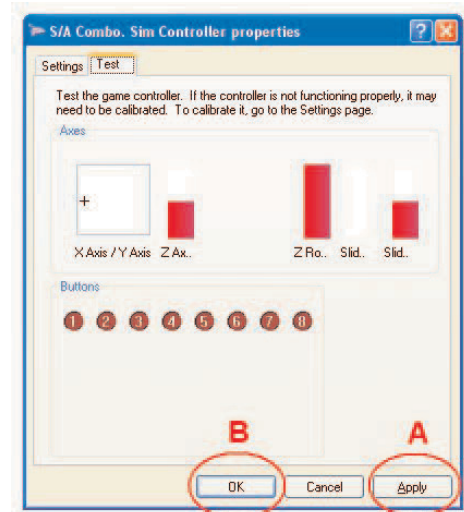 S/A Combo. Sim Controller properties
Settings Test
Test the game controller. If the controller is not functioning properly, it may
need to be calibrated. To calibrate it, go to the Settings page.
Axes
X Axis / Y Axis Z Ax.. Z Ro.. Slid.. Slid..
Buttons
1 2 3 4 5 6 7 8
B A
OK Cancel Apply